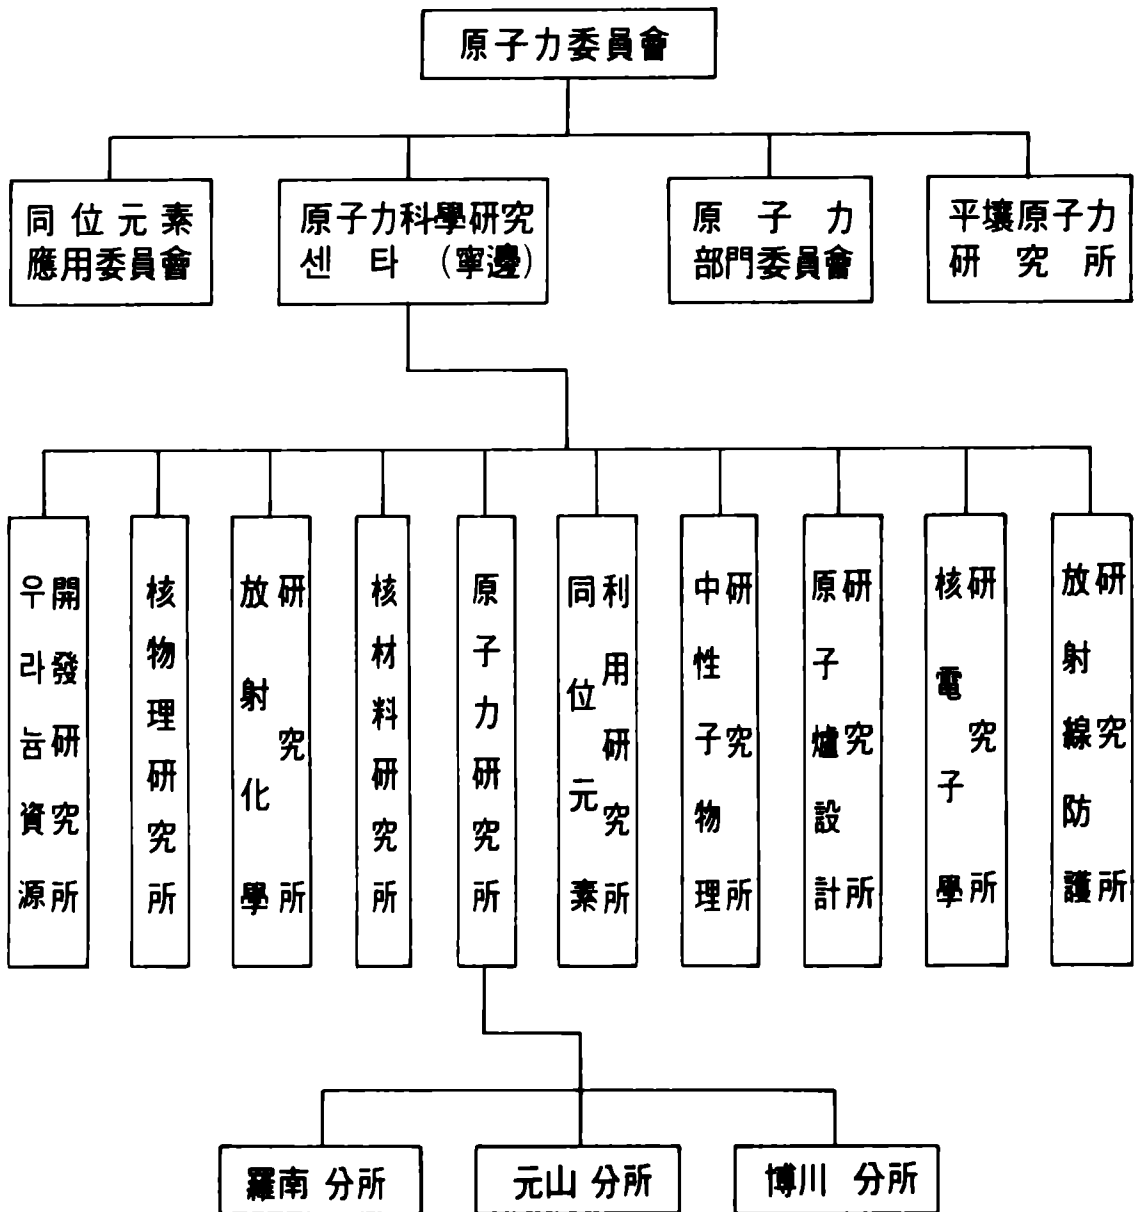 原子力委員會
同位元素
應用委員會
原子力科學研究
센타 (寧邊)
原子力
部門委員會
平壤原子力
研究所
우라늄資源
開發研究所
核物理研究所
放射化學
研究所
核材料研究所
原子力研究所
同位元素
利用研究所
中性子物理
研究所
原子爐設計
研究所
核電子學
研究所
放射線防護
研究所
羅南 分所
元山 分所
博川 分所